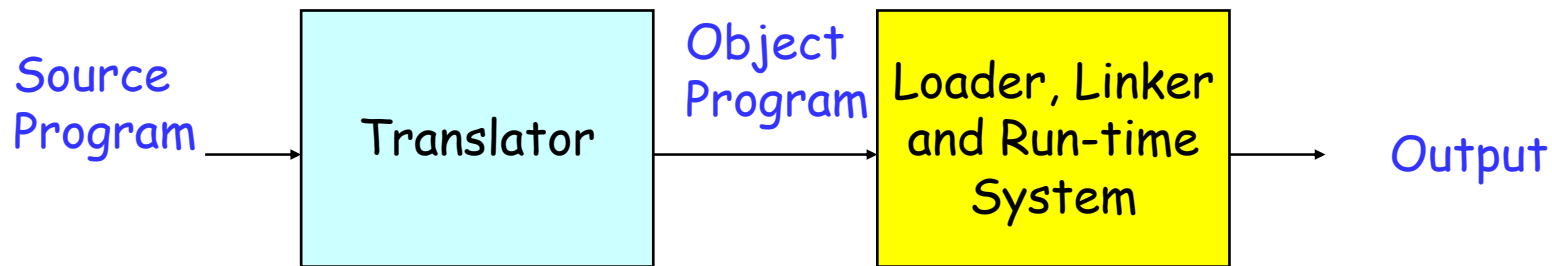 Source
Program
Translator
Object
Program
Loader, Linker
and Run-time
System
Output